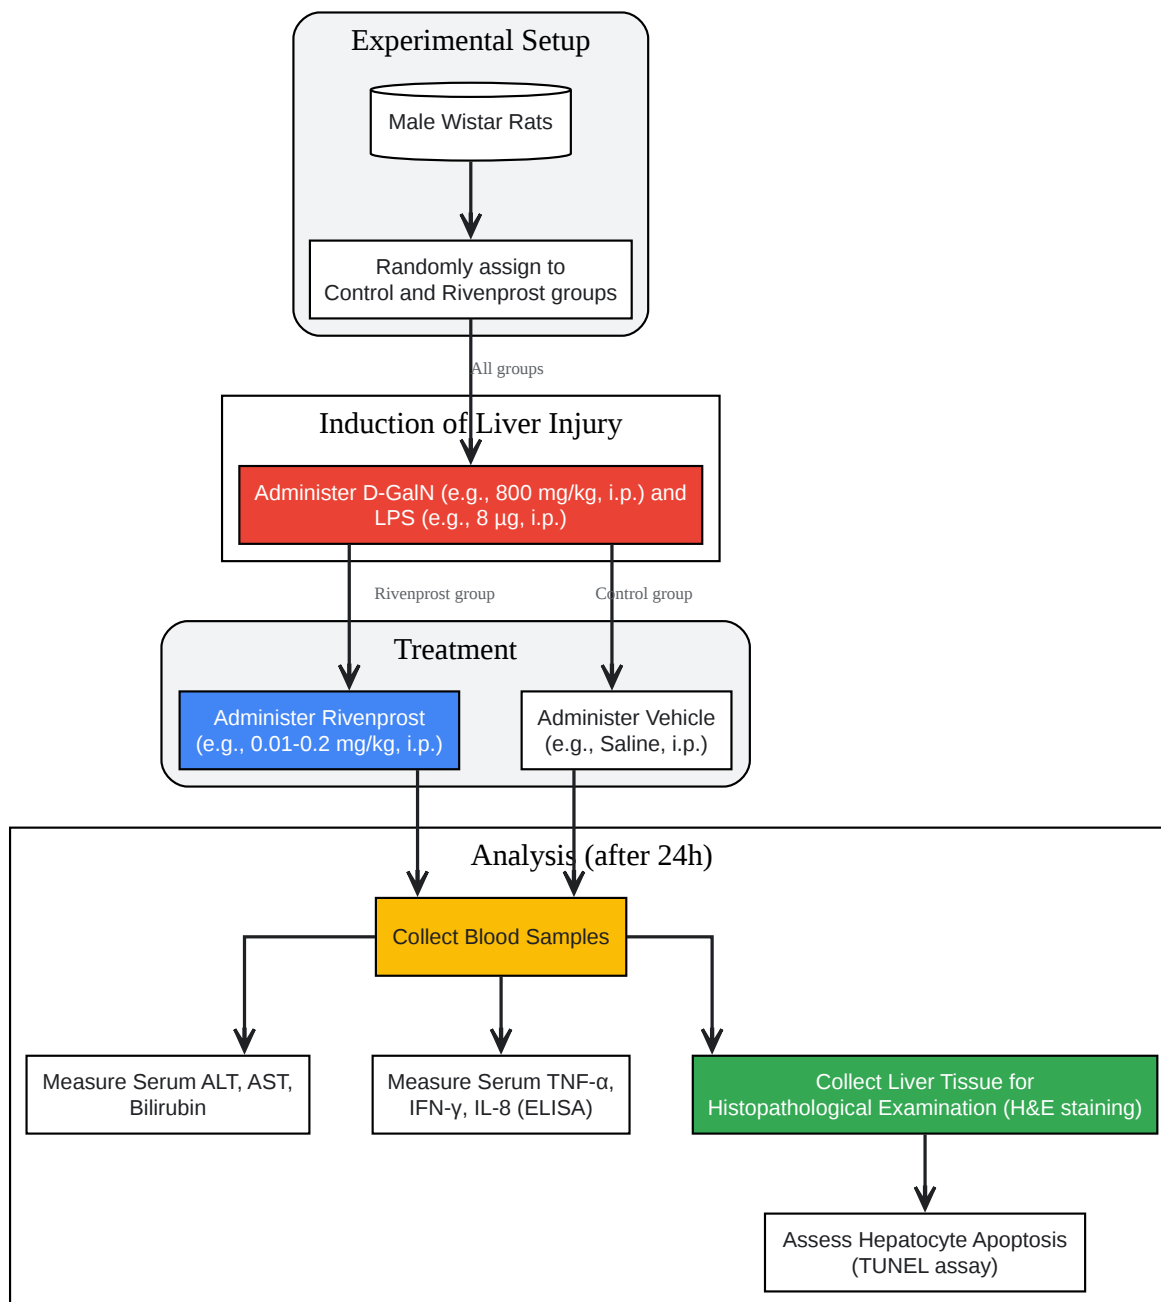 Experimental Setup
Male Wistar Rats
Randomly assign to
Control and Rivenprost groups
All groups
Induction of Liver Injury
Administer D-GalN (e.g., 800 mg/kg, i.p.) and
LPS (e.g., 8 µg, i.p.)
Rivenprost group
Control group
Treatment
Administer Rivenprost
(e.g., 0.01-0.2 mg/kg, i.p.)
Administer Vehicle
(e.g., Saline, i.p.)
Analysis (after 24h)
Collect Blood Samples
Measure Serum ALT, AST,
Bilirubin
Measure Serum TNF-α,
IFN-γ, IL-8 (ELISA)
Collect Liver Tissue for
Histopathological Examination (H&E staining)
Assess Hepatocyte Apoptosis
(TUNEL assay)